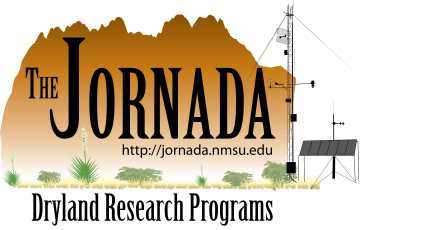 THE JORNADA
http://jornada.nmsu.edu
Dryland Research Programs